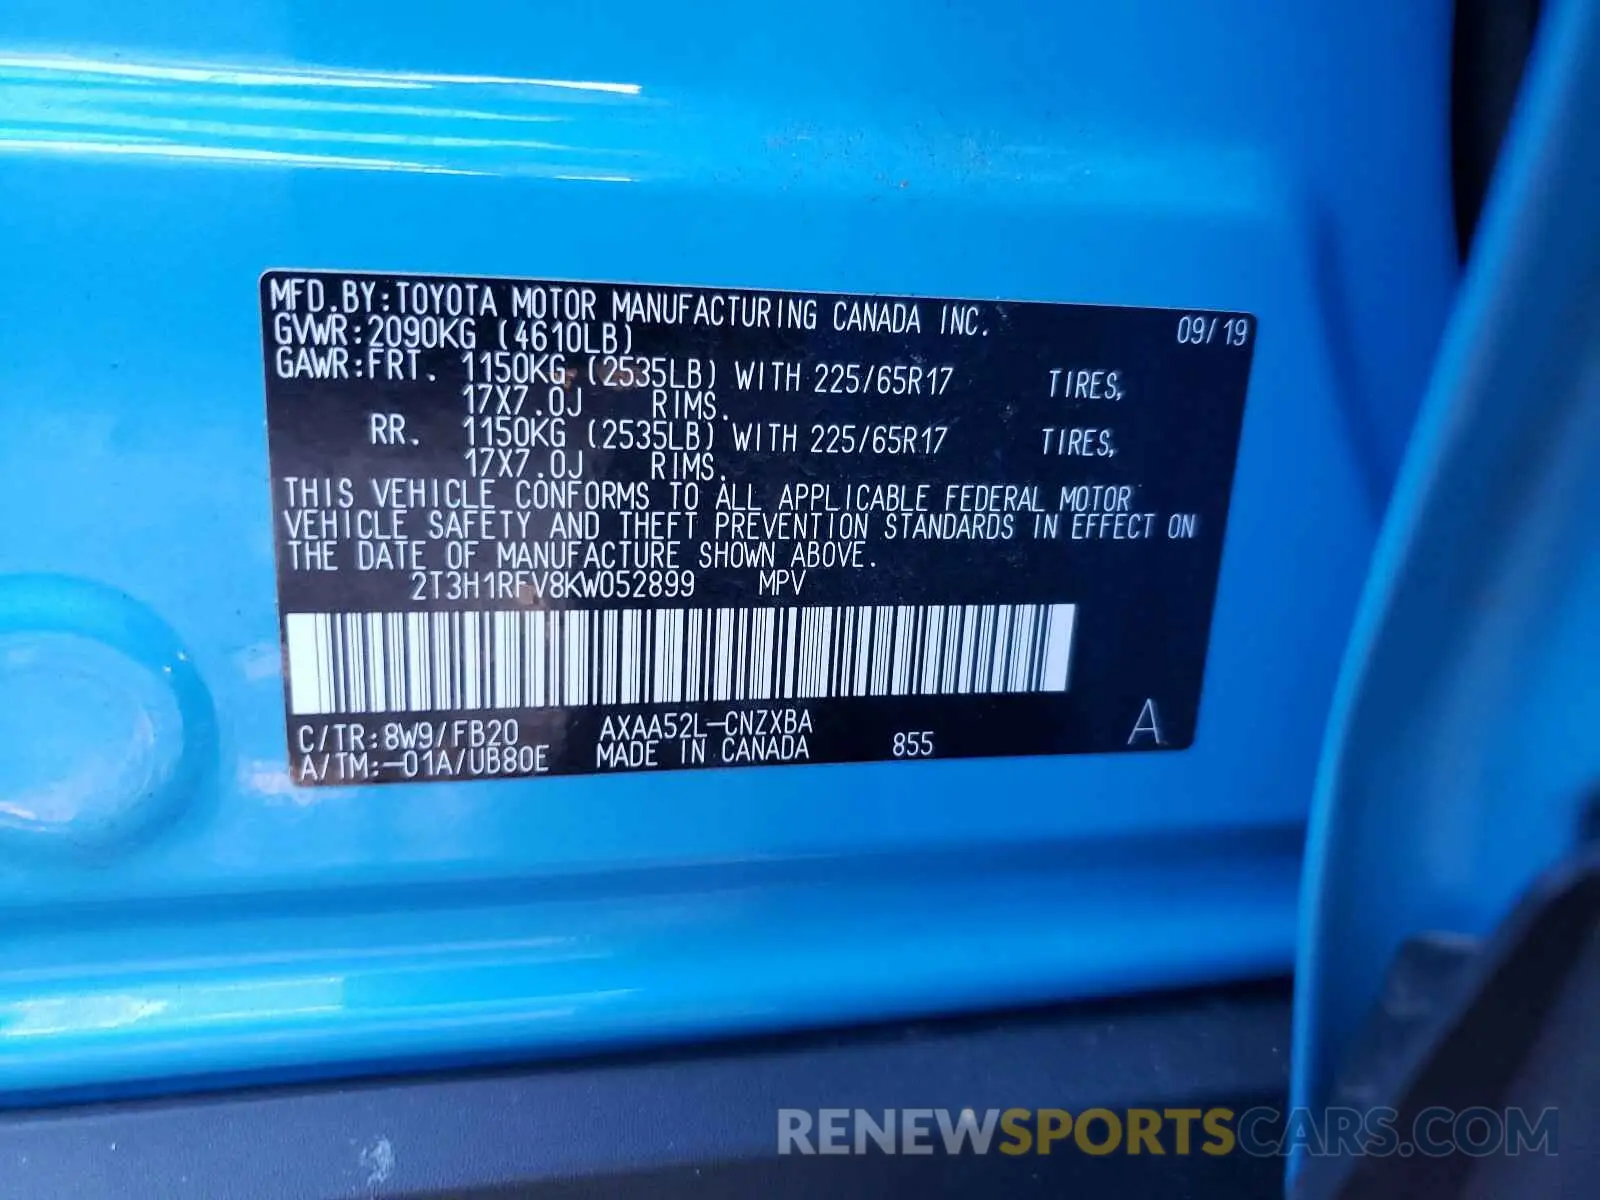 MFD.BY:TOYOTA MOTOR MANUFACTURING CANADA INC. 09/19
GVWR:2090KG (4610LB)
GAWR:FRT. 1150KG (2535LB) WITH 225/65R17 TIRES,
17X7.0J RIMS.
RR. 1150KG (2535LB) WITH 225/65R17 TIRES,
17X7.0J RIMS.
THIS VEHICLE CONFORMS TO ALL APPLICABLE FEDERAL MOTOR
VEHICLE SAFETY AND THEFT PREVENTION STANDARDS IN EFFECT ON
THE DATE OF MANUFACTURE SHOWN ABOVE.
2T3H1RFV8KW052899 MPV
C/TR:8W9/FB20 AXAA52L-CNZXBA
A/TM:-01A/UB80E MADE IN CANADA 855 A
RENEWSPORTSCARS.COM